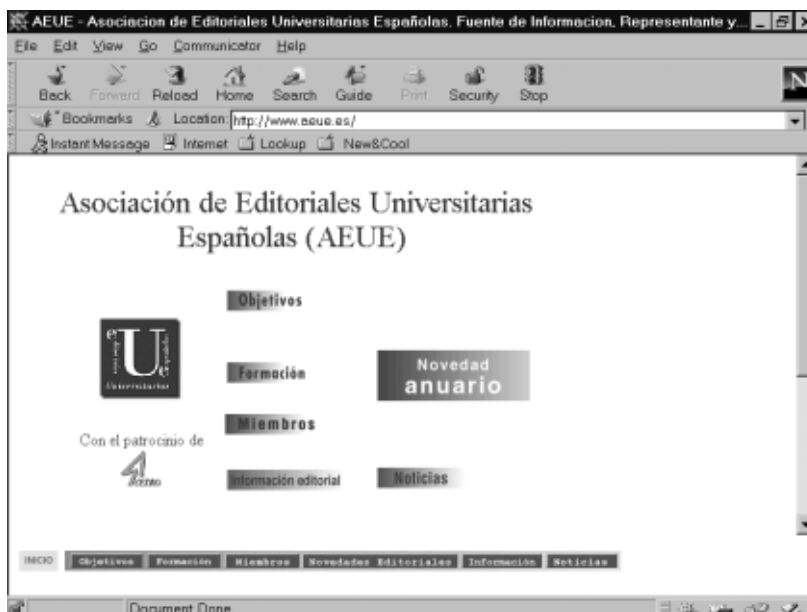 AEUE - Asociacion de Editoriales Universitarias Españolas. Fuente de Informacion. Representante y...
File Edit View Go Communicator Help
Back Forward Reload Home Search Guide Print Security Stop
N
Bookmarks Location: http://www.aeue.es/
Instant Message Internet Lookup New&Cool
Asociación de Editoriales Universitarias
Españolas (AEUE)
Objetivos
U
Universitarias
Formación
Novedad
anuario
Miembros
Con el patrocinio de
Información editorial
Noticias
INICIO Objetivos Formación Miembros Novedades Editoriales Información Noticias
Document Done